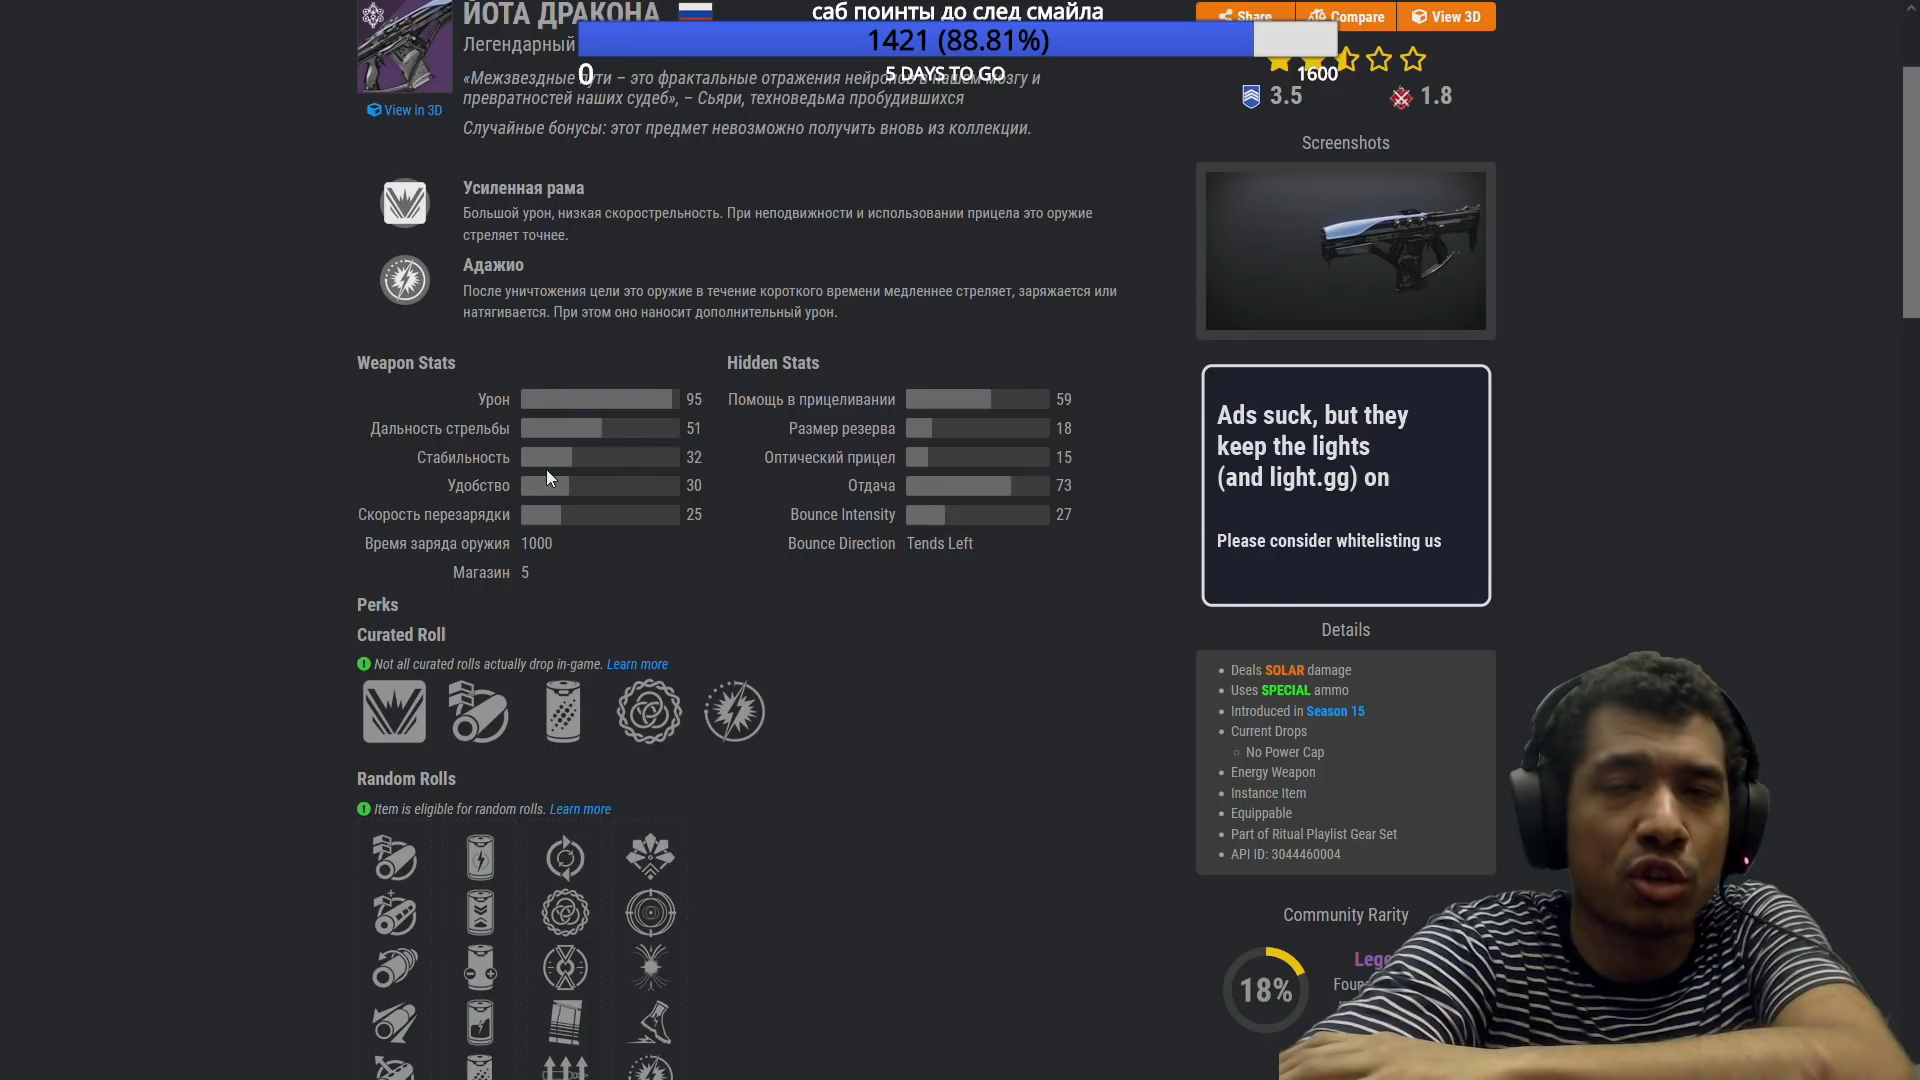 ЙОТА ДРАКОНА
саб поинты до след смайла
Share
Compare
View 3D
Легендарный
1421 (88.81%)
0
5 DAYS TO GO
1600
«Межзвездные пути – это фрактальные отражения нейронов в нашем мозгу и
превратностей наших судеб», – Сьяри, техноведьма пробудившихся
View in 3D
Случайные бонусы: этот предмет невозможно получить вновь из коллекции.
3.5
1.8
Screenshots
Усиленная рама
Большой урон, низкая скорострельность. При неподвижности и использовании прицела это оружие
стреляет точнее.
Адажио
После уничтожения цели это оружие в течение короткого времени медленнее стреляет, заряжается или
натягивается. При этом оно наносит дополнительный урон.
Weapon Stats
Урон 95
Дальность стрельбы 51
Стабильность 32
Удобство 30
Скорость перезарядки 25
Время заряда оружия 1000
Магазин 5
Hidden Stats
Помощь в прицеливании 59
Размер резерва 18
Оптический прицел 15
Отдача 73
Bounce Intensity 27
Bounce Direction Tends Left
Ads suck, but they
keep the lights
(and light.gg) on
Please consider whitelisting us
Perks
Curated Roll
Not all curated rolls actually drop in-game. Learn more
Random Rolls
Item is eligible for random rolls. Learn more
Details
Deals SOLAR damage
Uses SPECIAL ammo
Introduced in Season 15
Current Drops
No Power Cap
Energy Weapon
Instance Item
Equippable
Part of Ritual Playlist Gear Set
API ID: 3044460004
Community Rarity
18%